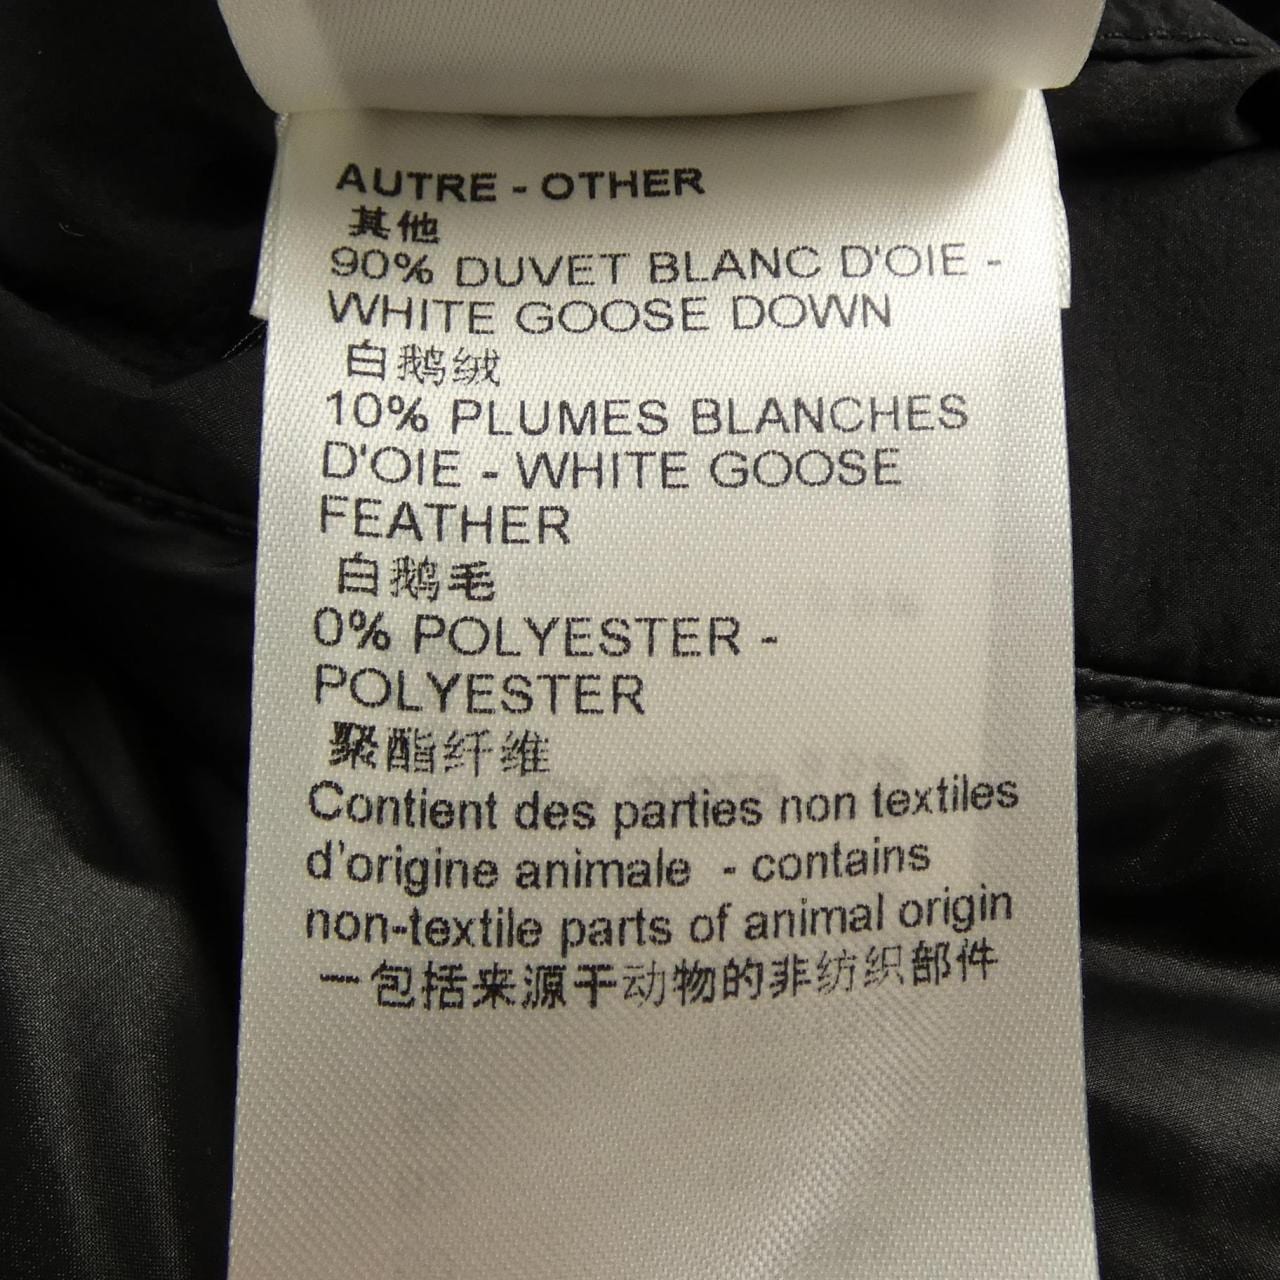 AUTRE - OTHER
其他
90% DUVET BLANC D'OIE -
WHITE GOOSE DOWN
白鹅绒
10% PLUMES BLANCHES
D'OIE - WHITE GOOSE
FEATHER
白鹅毛
0% POLYESTER -
POLYESTER
聚酯纤维
Contient des parties non textiles
d'origine animale - contains
non-textile parts of animal origin
一包括来源于动物的非纺织部件